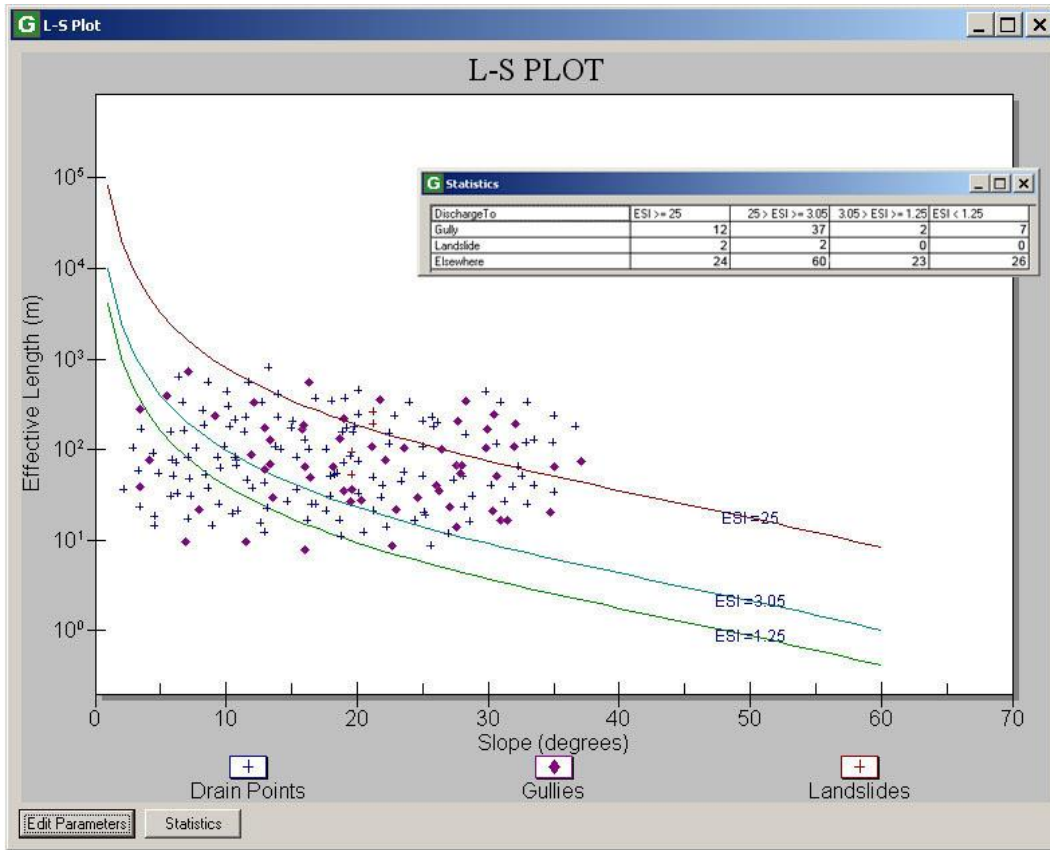 G L-S Plot
L-S PLOT
G Statistics
DischargeTo ESI >= 25 25 > ESI >= 3.05 3.05 > ESI >= 1.25 ESI < 1.25
Gully 12 37 2 7
Landslide 2 2 0 0
Elsewhere 24 60 23 26
Effective Length (m)
10⁵
10⁴
10³
10²
10¹
10⁰
ESI=25
ESI=3.05
ESI=1.25
0 10 20 30 40 50 60 70
Slope (degrees)
Drain Points Gullies Landslides
Edit Parameters Statistics